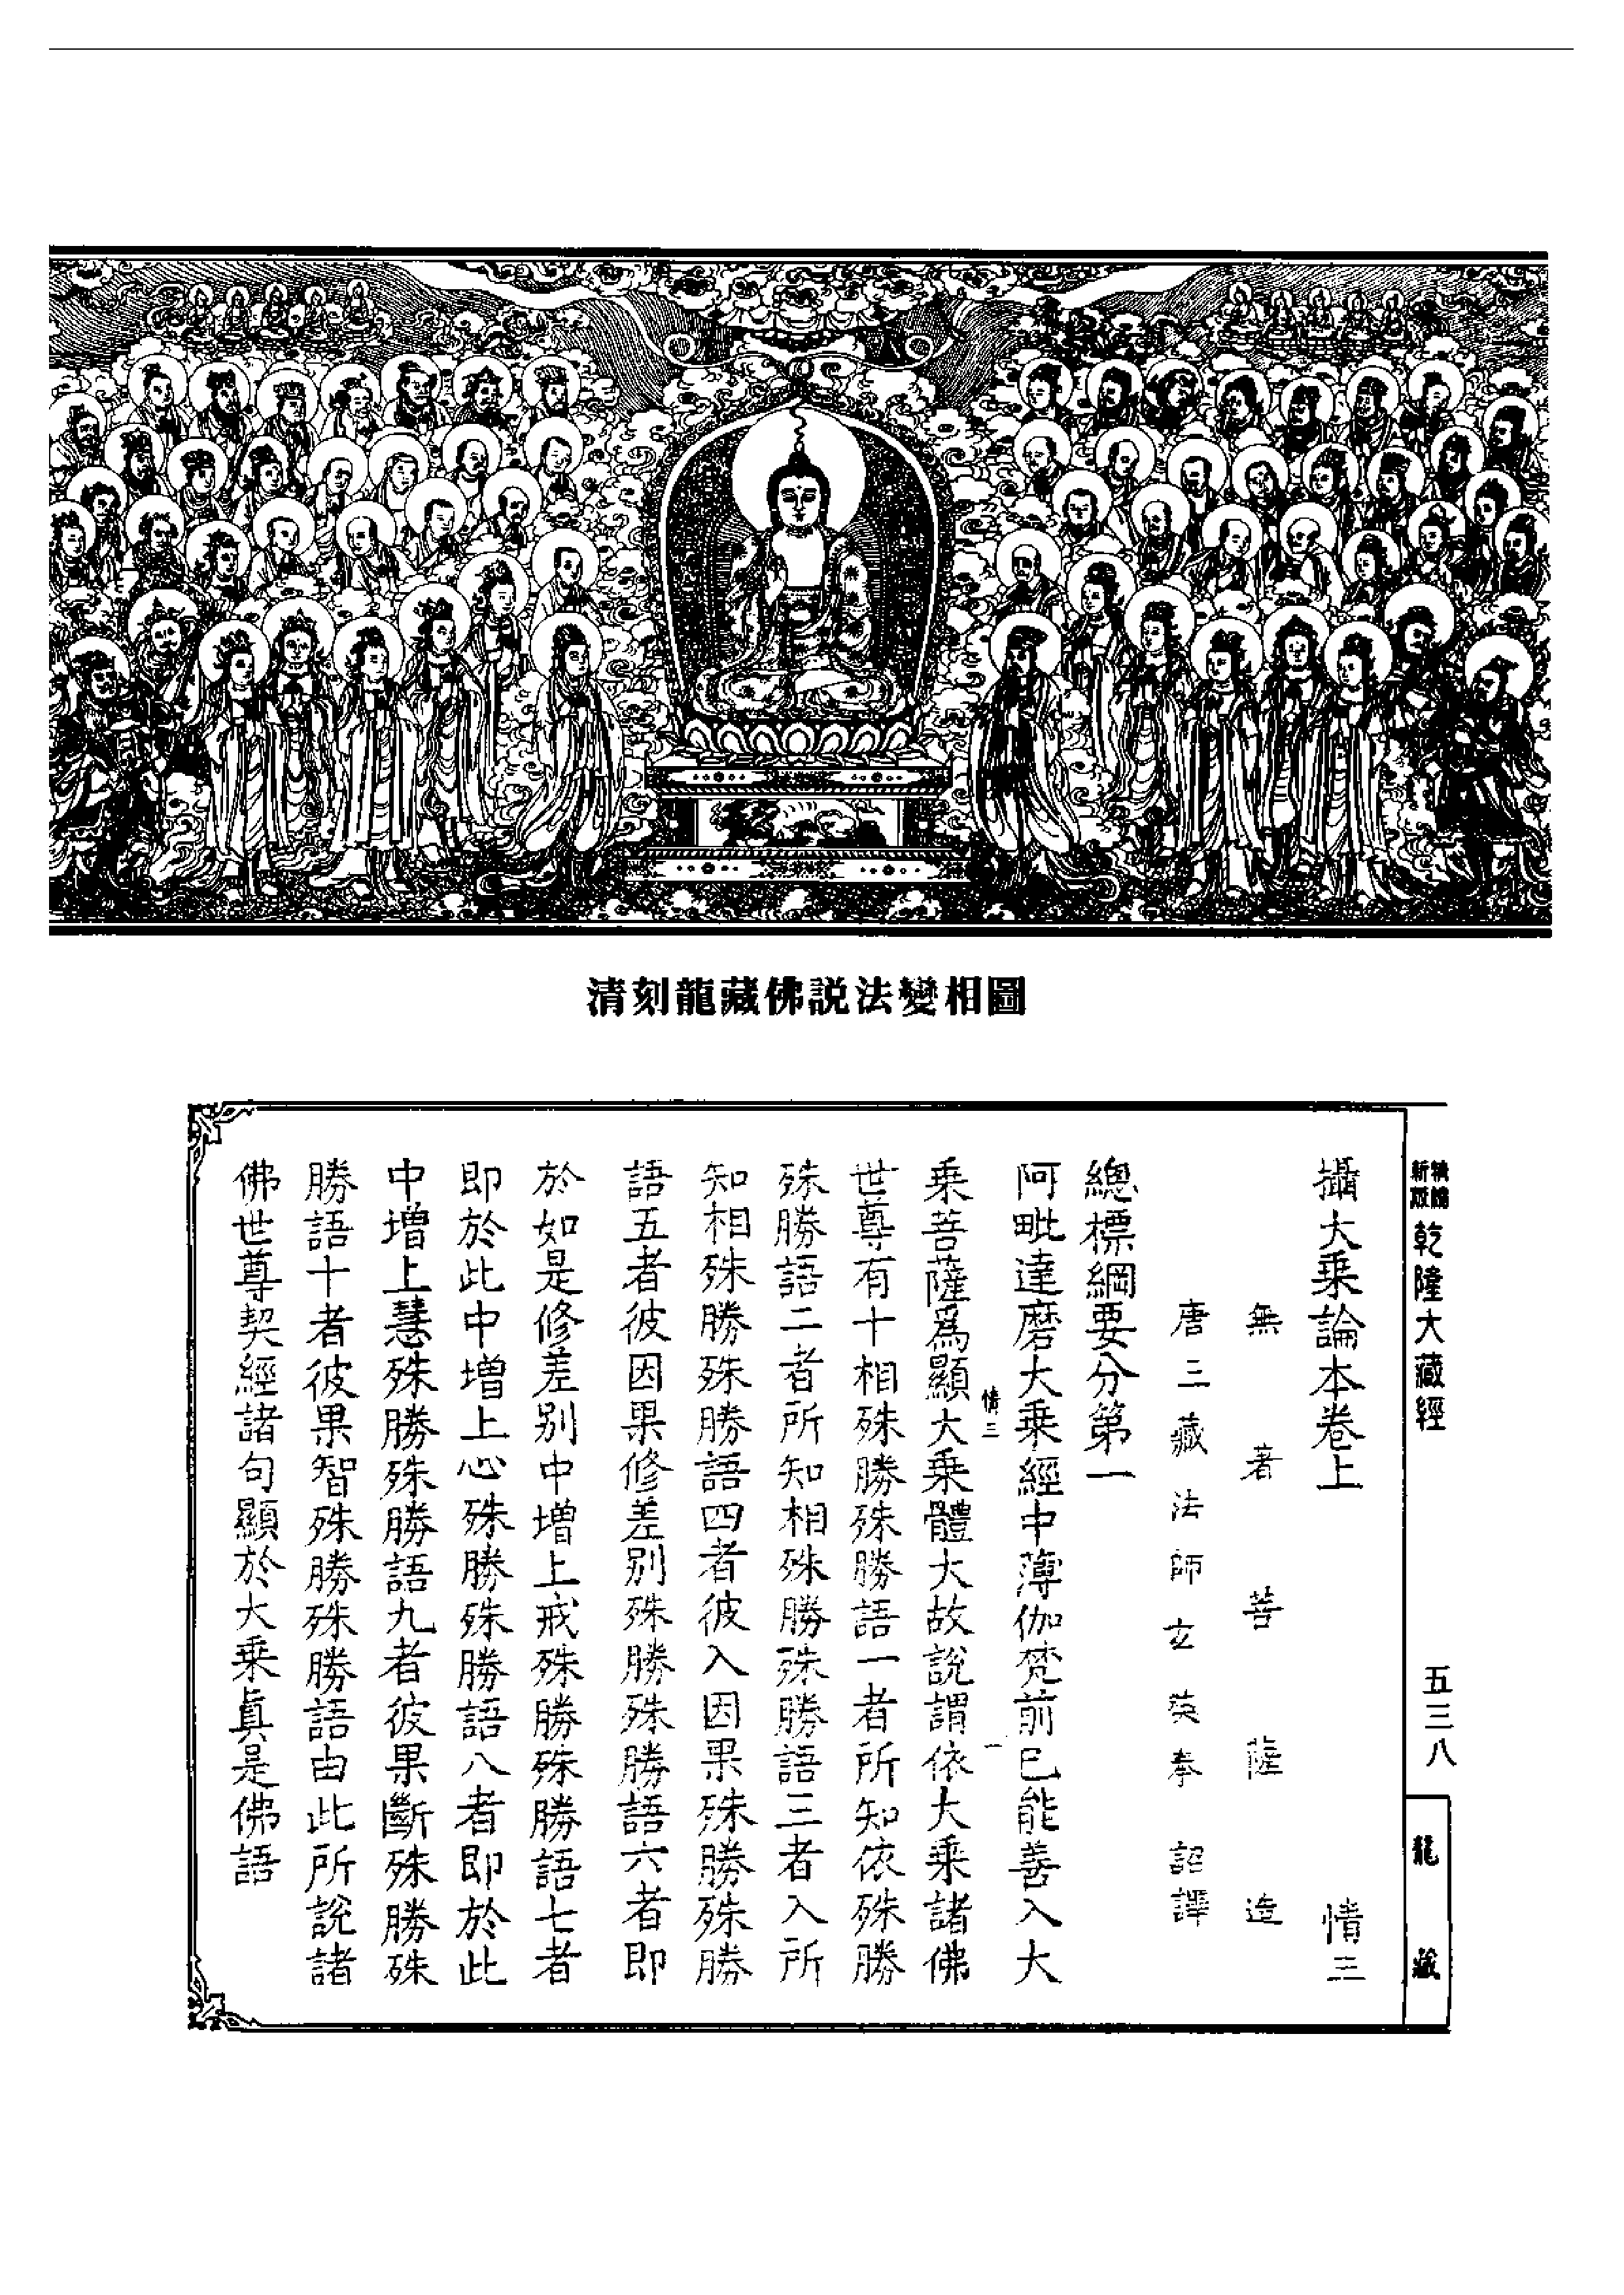 清刻龍藏佛説法變相圖
新版
乾隆大藏經
五三八
龍藏
攝大乘論本卷上 情三
無著菩薩造
唐三藏法師玄奘奉 詔譯
總標綱要分第一
阿毗達磨大乘經中薄伽梵前已能善入大
情三 一
乘菩薩爲顯大乘體大故說謂依大乘諸佛
世尊有十相殊勝殊勝語一者所知依殊勝
殊勝語二者所知相殊勝殊勝語三者入所
知相殊勝殊勝語四者彼入因果殊勝殊勝
語五者彼因果修差别殊勝殊勝語六者即
於如是修差别中增上戒殊勝殊勝語七者
即於此中增上心殊勝殊勝語八者即於此
中增上慧殊勝殊勝語九者彼果斷殊勝殊
勝語十者彼果智殊勝殊勝語由此所說諸
佛世尊契經諸句顯於大乘真是佛語